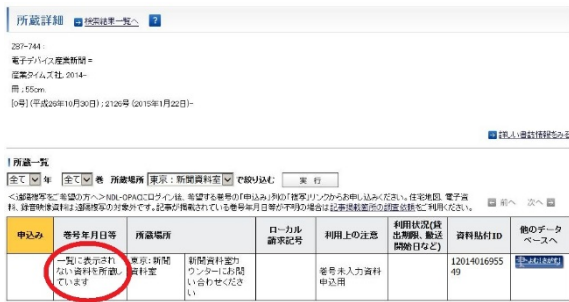 所蔵詳細 検索結果一覧へ ?
Z87-744 :
電子デバイス産業新聞 =
産業タイムズ社, 2014-
冊 ; 55cm.
[0号] (平成26年10月30日) ; 2126号 (2015年1月22日)-
詳しい書誌情報をみる
所蔵一覧
全て 年 全て 巻 所蔵場所 東京 : 新聞資料室 で絞り込む 実 行
<遠隔複写をご希望の方へ>NDL-OPACにログイン後、希望する巻号の「申込み」列の「複写」リンクからお申し込みください。住宅地図、電子資
料、録音映像資料は遠隔複写の対象外です。記事が掲載されている巻号年月日等が不明の場合は記事掲載箇所の調査依頼をご利用ください。
前へ 次へ
申込み 巻号年月日等 所蔵場所 ローカル請求記号 利用上の注意 利用状況(貸出期限、搬送開始日など) 資料貼付ID 他のデータベースへ
一覧に表示されない資料を所蔵しています 東京 : 新聞資料室 新聞資料室カウンターにお問い合わせください 巻号未入力資料申込用 1201401695549